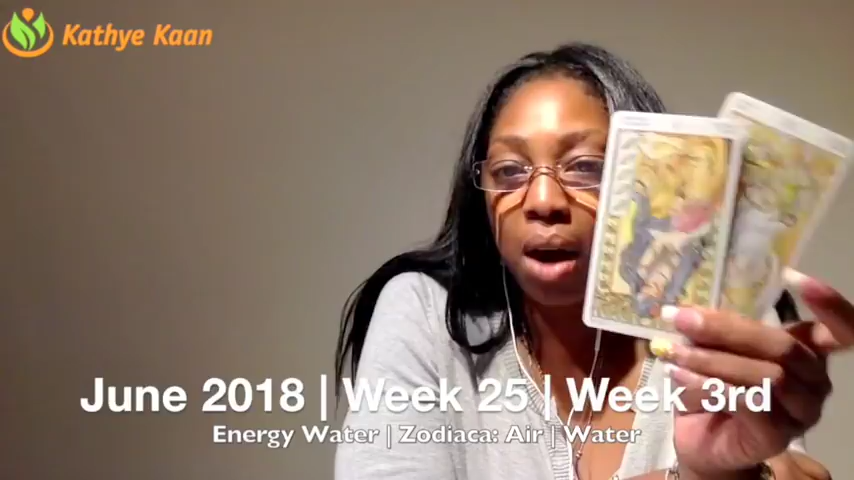 Kathye Kaan
June 2018 | Week 25 | Week 3rd
Energy Water | Zodiaca: Air | Water